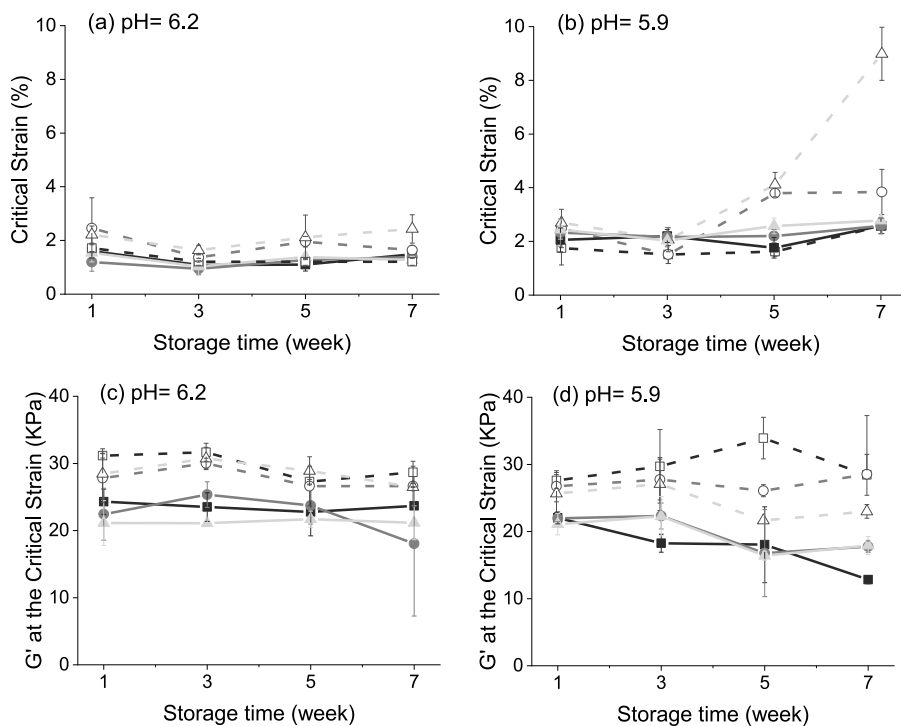 (a) pH= 6.2
Critical Strain (%)
10
8
6
4
2
0
1 3 5 7
Storage time (week)
(b) pH= 5.9
Critical Strain (%)
10
8
6
4
2
0
1 3 5 7
Storage time (week)
(c) pH= 6.2
G' at the Critical Strain (KPa)
40
30
20
10
0
1 3 5 7
Storage time (week)
(d) pH= 5.9
G' at the Critical Strain (KPa)
40
30
20
10
0
1 3 5 7
Storage time (week)